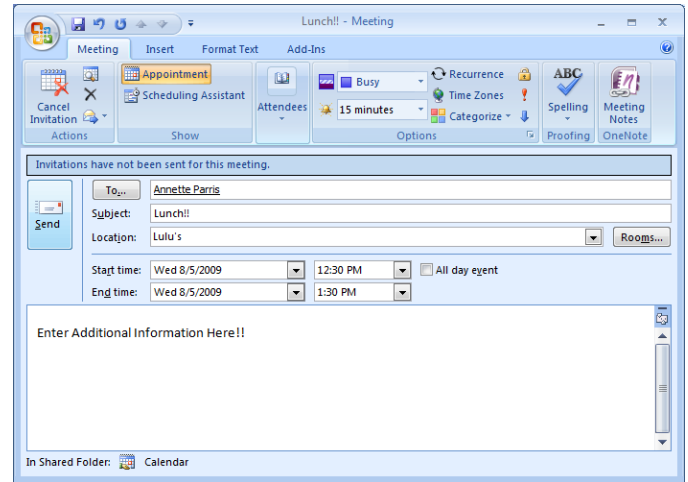 Lunch!! - Meeting
Meeting Insert Format Text Add-Ins
Cancel Invitation
Actions
Appointment
Scheduling Assistant
Show
Attendees
Busy
15 minutes
Recurrence
Time Zones
Categorize
Options
ABC
Spelling
Proofing
Meeting Notes
OneNote
Invitations have not been sent for this meeting.
Send
To... Annette Parris
Subject: Lunch!!
Location: Lulu's Rooms...
Start time: Wed 8/5/2009 12:30 PM All day event
End time: Wed 8/5/2009 1:30 PM
Enter Additional Information Here!!
In Shared Folder: Calendar